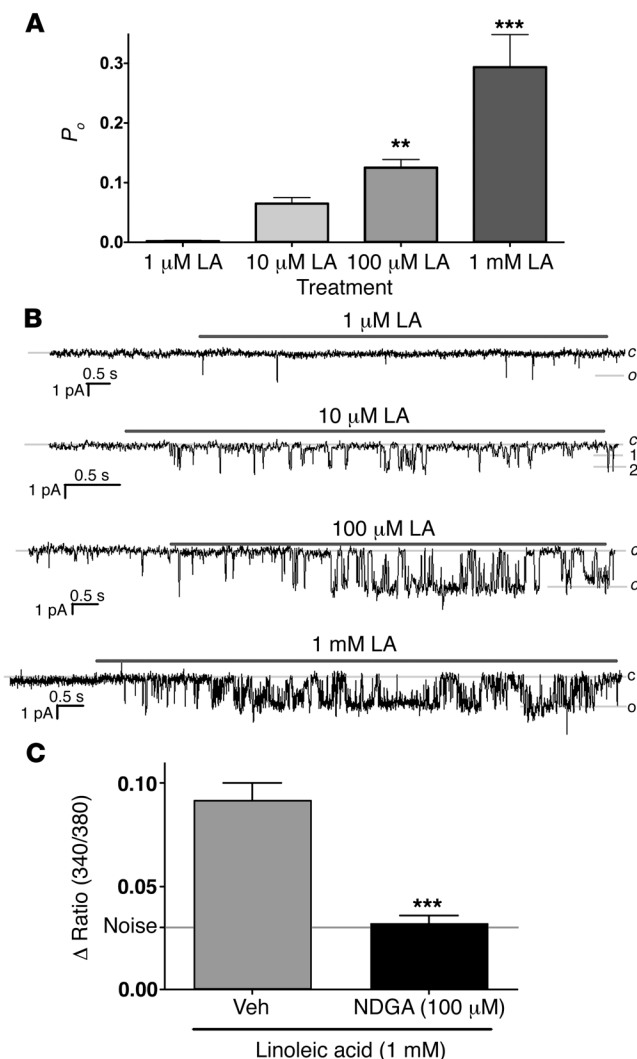 A
***
0.3
0.2
**
0.1
0.0
Pₒ
1 μM LA 10 μM LA 100 μM LA 1 mM LA
Treatment
B
1 μM LA
c
o
0.5 s
1 pA
10 μM LA
c
1
2
0.5 s
1 pA
100 μM LA
c
o
0.5 s
1 pA
1 mM LA
c
o
0.5 s
1 pA
C
0.10
0.05
***
Noise
0.00
Δ Ratio (340/380)
Veh NDGA (100 μM)
Linoleic acid (1 mM)